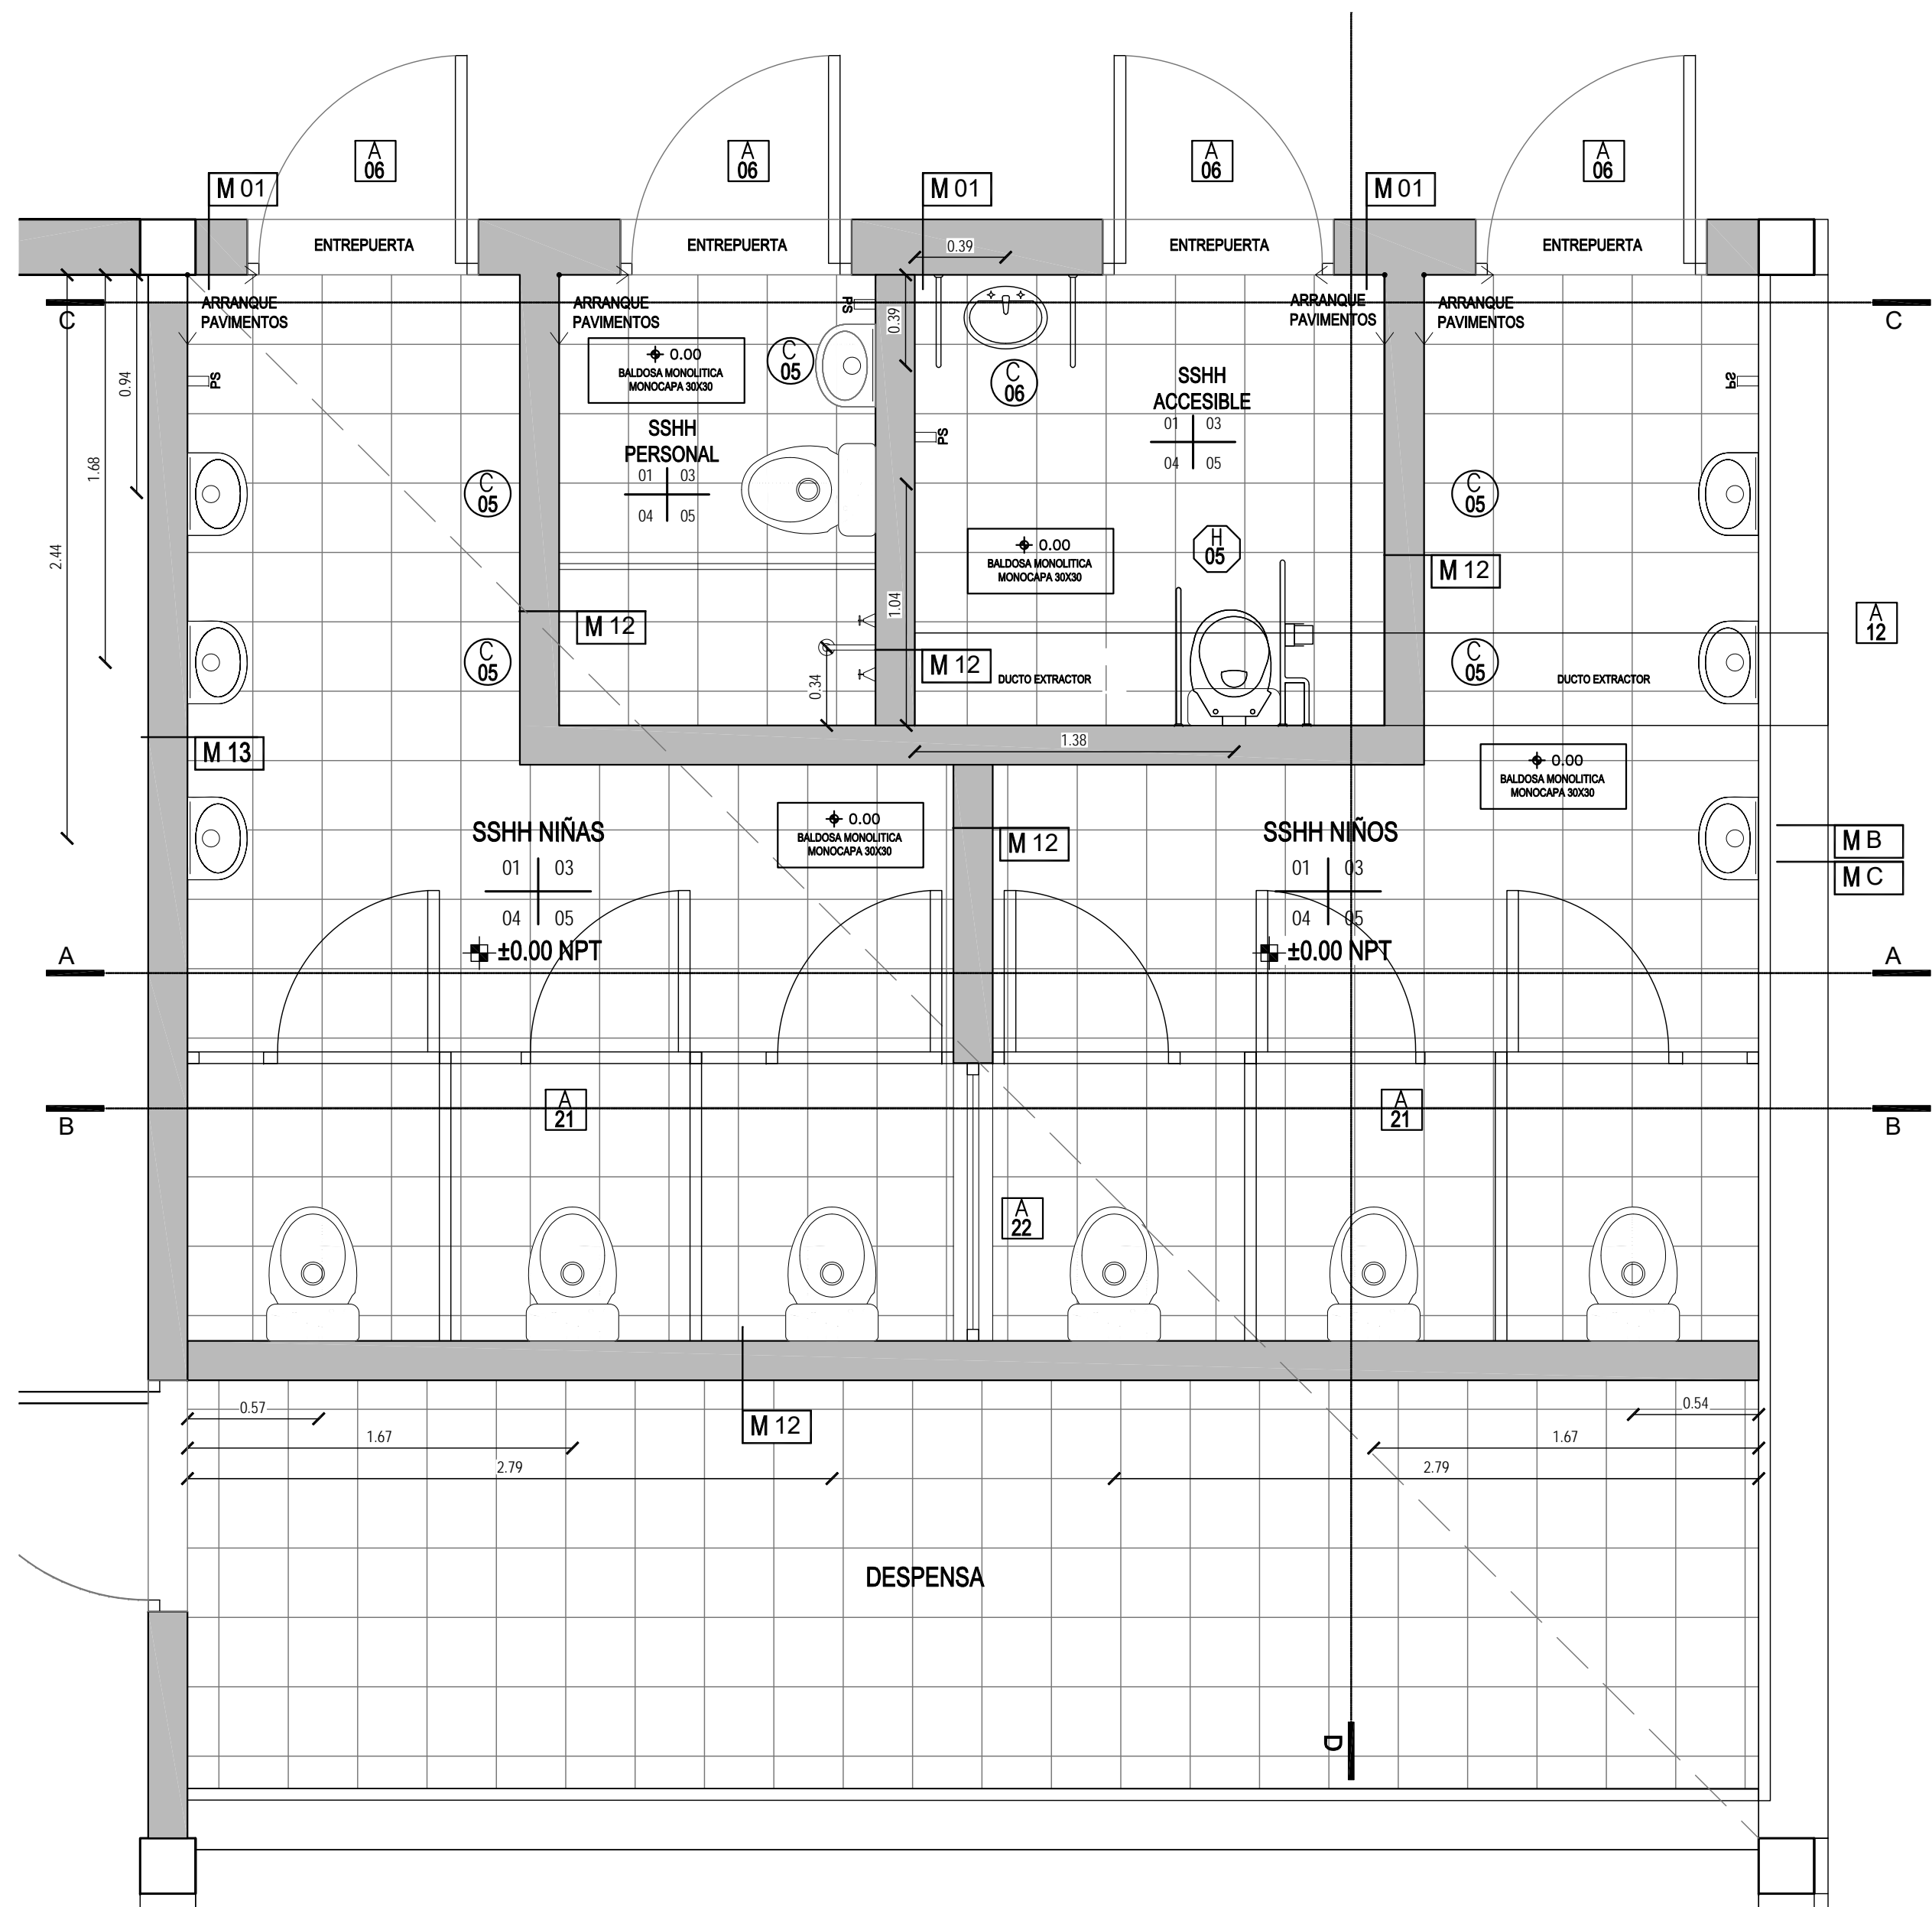 A
06
A
06
A
06
A
06
M 01
M 01
M 01
ENTREPUERTA
ENTREPUERTA
ENTREPUERTA
ENTREPUERTA
0.39
C
C
ARRANQUE
PAVIMENTOS
ARRANQUE
PAVIMENTOS
ARRANQUE
PAVIMENTOS
ARRANQUE
PAVIMENTOS
PS
0.39
0.00
BALDOSA MONOLITICA
MONOCAPA 30X30
C
05
C
06
SSHH
ACCESIBLE
01 03
04 05
PS
PS
PS
0.94
1.68
2.44
SSHH
PERSONAL
01 03
04 05
C
05
C
05
0.00
BALDOSA MONOLITICA
MONOCAPA 30X30
H
05
M 12
1.04
M 12
A
12
C
05
M 12
C
05
0.34
DUCTO EXTRACTOR
DUCTO EXTRACTOR
M 13
1.38
0.00
BALDOSA MONOLITICA
MONOCAPA 30X30
0.00
BALDOSA MONOLITICA
MONOCAPA 30X30
SSHH NIÑAS
01 03
04 05
±0.00 NPT
M 12
SSHH NIÑOS
01 03
04 05
±0.00 NPT
M B
M C
A
A
A
21
A
21
B
B
A
22
0.57
1.67
2.79
M 12
0.54
1.67
2.79
DESPENSA
D